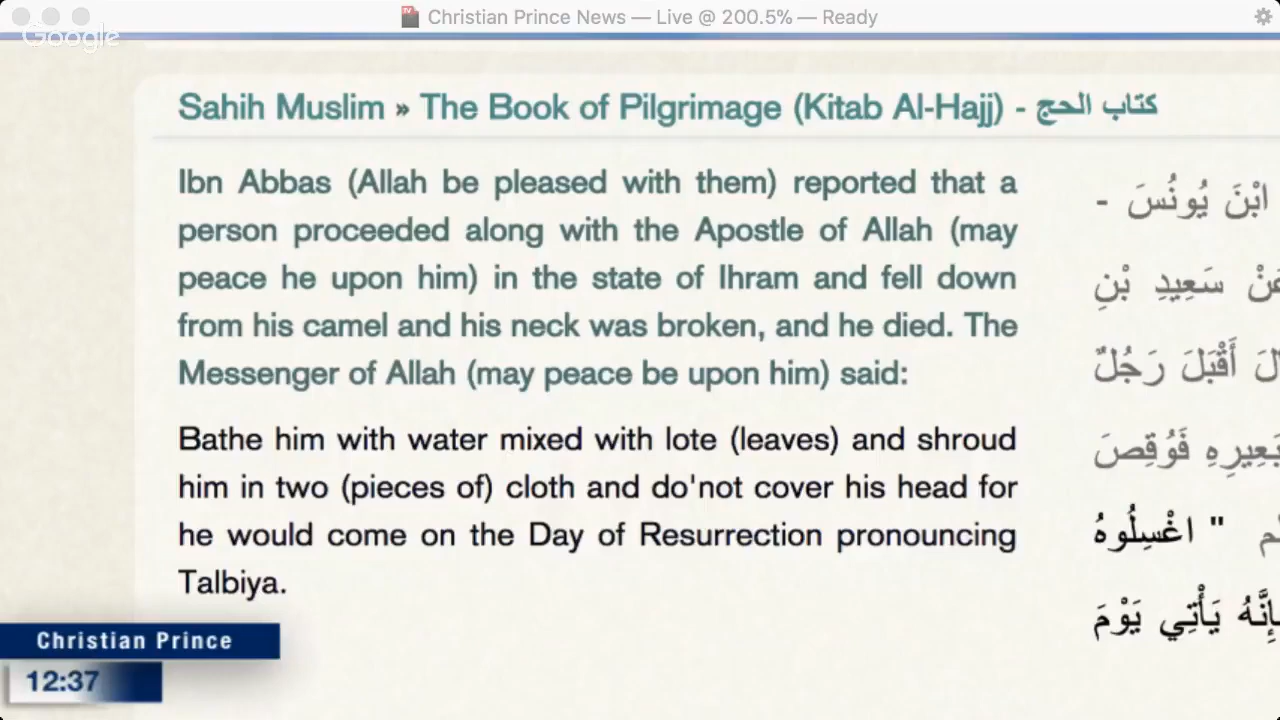 Christian Prince News — Live @ 200.5% — Ready
Google
Sahih Muslim » The Book of Pilgrimage (Kitab Al-Hajj) - كتاب الحج
Ibn Abbas (Allah be pleased with them) reported that a
person proceeded along with the Apostle of Allah (may
peace he upon him) in the state of Ihram and fell down
from his camel and his neck was broken, and he died. The
Messenger of Allah (may peace be upon him) said:
Bathe him with water mixed with lote (leaves) and shroud
him in two (pieces of) cloth and do'not cover his head for
he would come on the Day of Resurrection pronouncing
Talbiya.
ابْنَ يُونُسَ -
سَعِيدِ بْنِ
أَقْبَلَ رَجُلٌ
فَوُقِصَ
" اغْسِلُوهُ
يَأْتِي يَوْمَ
Christian Prince
12:37